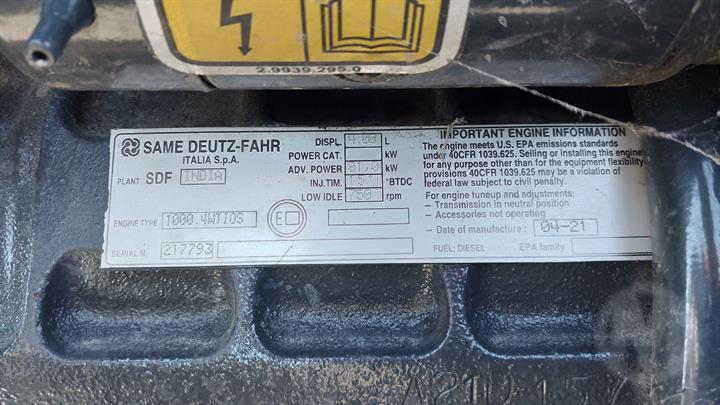 2.9939.295.0
SAME DEUTZ-FAHR
ITALIA S.p.A.
PLANT SDF INDIA
ENGINE TYPE 1000.4WTIOS
SERIAL N. 217793
E
DISPL. 4.00 L
POWER CAT. kW
ADV. POWER 81,0 kW
INJ.TIM. °BTDC
LOW IDLE 750 rpm
IMPORTANT ENGINE INFORMATION
The engine meets U.S. EPA emissions standards
under 40CFR 1039.625. Selling or installing this engine
for any purpose other than for the equipment flexibility
provisions 40CFR 1039.625 may be a violation of
federal law subject to civil penalty.
For engine tuneup and adjustments:
- Transmission in neutral position
- Accessories not operating
- Date of manufacture : 04-21
FUEL: DIESEL EPA family